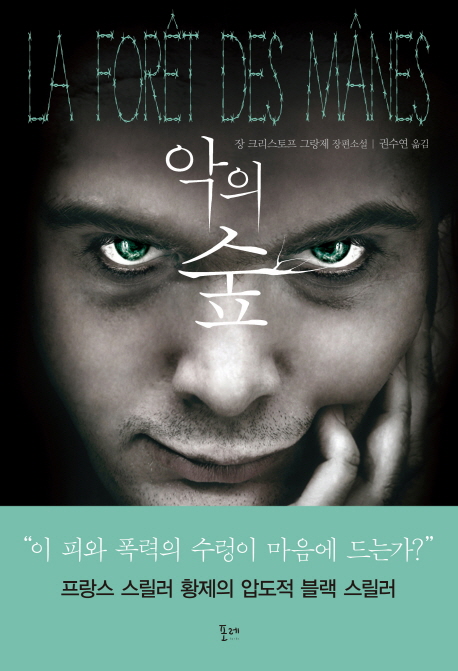 LA FORÊT DES MÂNES
장 크리스토프 그랑제 장편소설 | 권수연 옮김
악의
숲
“이 피와 폭력의 수렁이 마음에 드는가?”
프랑스 스릴러 황제의 압도적 블랙 스릴러
포레